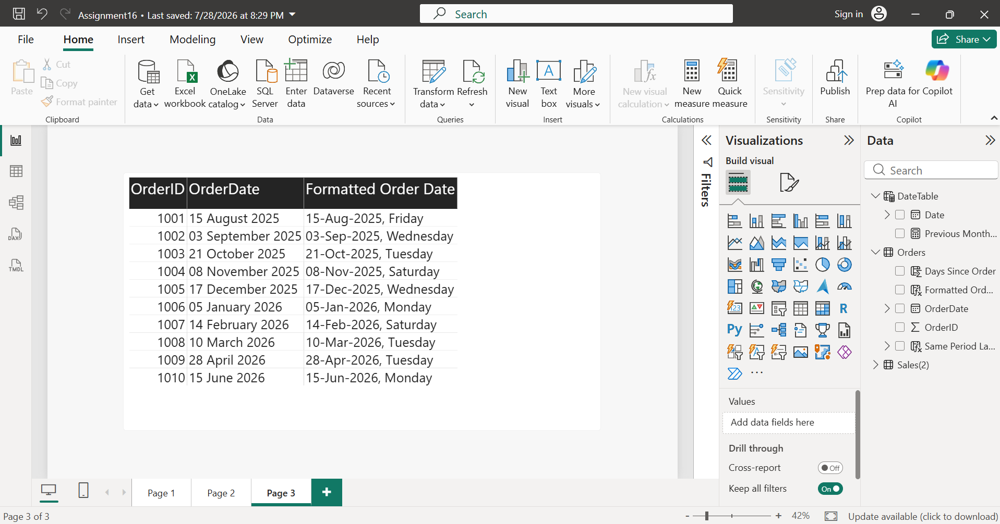 Assignment16 • Last saved: 7/28/2026 at 8:29 PM
Search
Sign in
File
Home
Insert
Modeling
View
Optimize
Help
Share
Paste
Cut
Copy
Format painter
Clipboard
Get data
Excel workbook
OneLake catalog
SQL Server
Enter data
Dataverse
Recent sources
Data
Transform data
Refresh
Queries
New visual
Text box
More visuals
Insert
New visual calculation
New measure
Quick measure
Calculations
Sensitivity
Sensitivity
Publish
Share
Prep data for AI
Copilot
Copilot
DAX
TMDL
OrderID OrderDate Formatted Order Date
1001 15 August 2025 15-Aug-2025, Friday
1002 03 September 2025 03-Sep-2025, Wednesday
1003 21 October 2025 21-Oct-2025, Tuesday
1004 08 November 2025 08-Nov-2025, Saturday
1005 17 December 2025 17-Dec-2025, Wednesday
1006 05 January 2026 05-Jan-2026, Monday
1007 14 February 2026 14-Feb-2026, Saturday
1008 10 March 2026 10-Mar-2026, Tuesday
1009 28 April 2026 28-Apr-2026, Tuesday
1010 15 June 2026 15-Jun-2026, Monday
Filters
Visualizations
Build visual
123
R
Py
Values
Add data fields here
Drill through
Cross-report
Off
Keep all filters
On
Data
Search
DateTable
Date
Previous Month...
Orders
Days Since Order
Formatted Ord...
OrderDate
OrderID
Same Period La...
Sales(2)
Page 1
Page 2
Page 3
Page 3 of 3
42%
Update available (click to download)